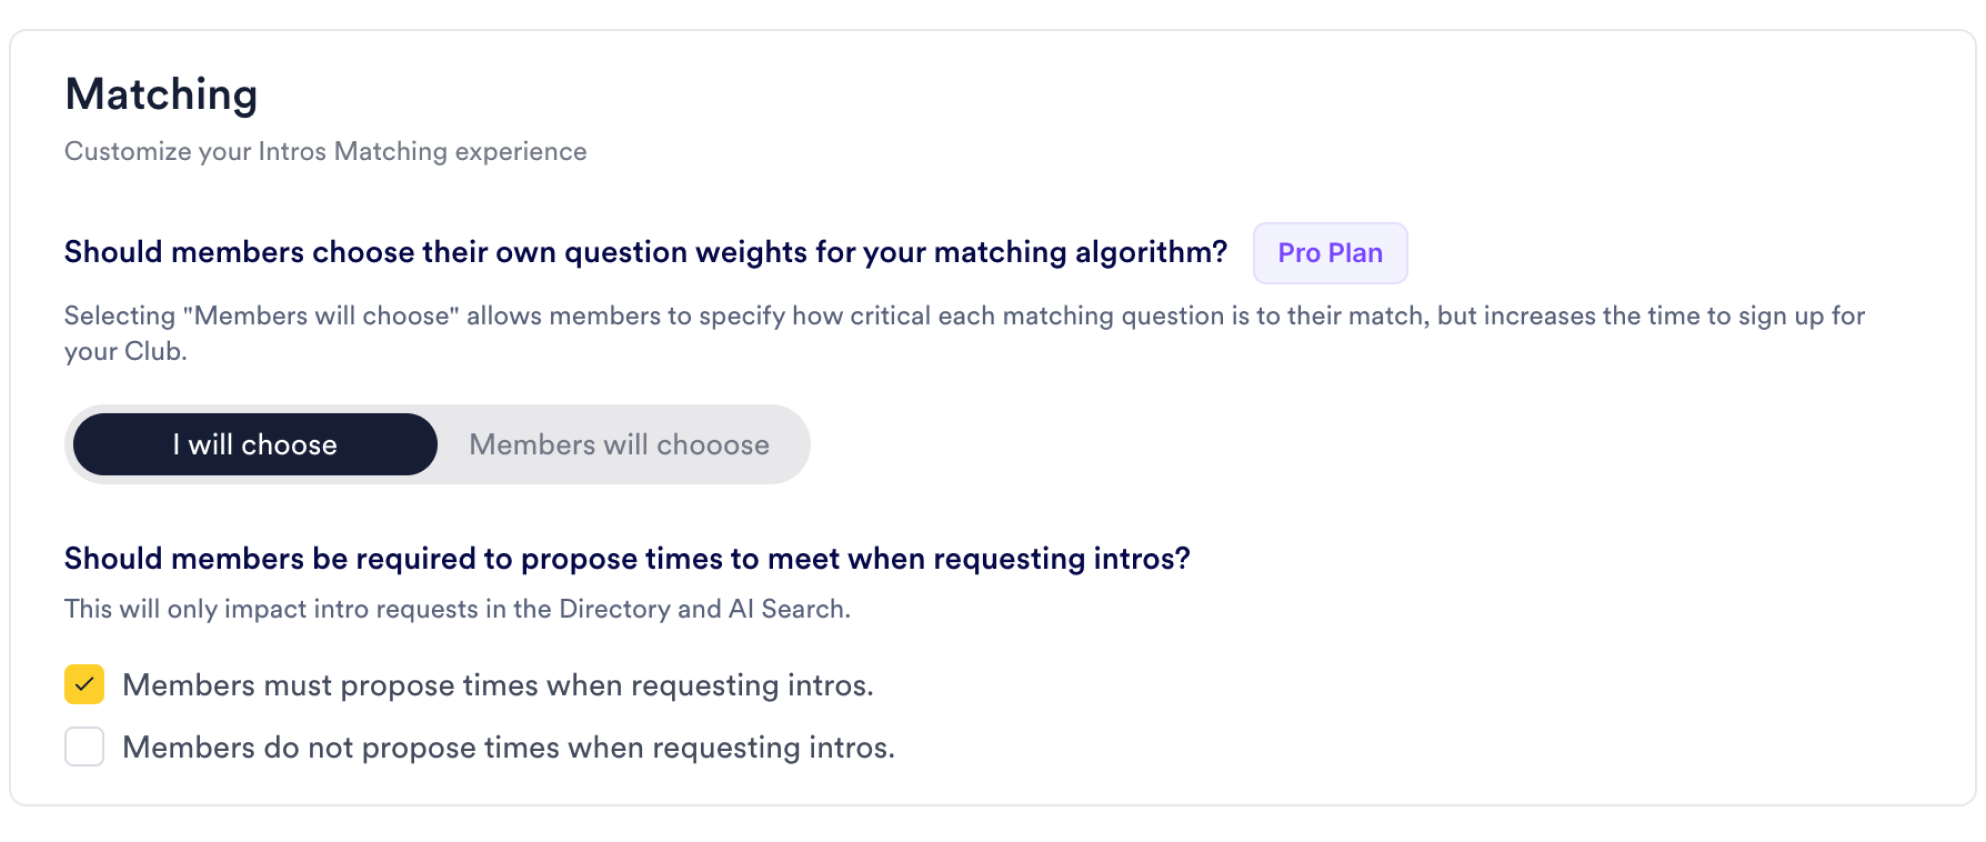 Matching
Customize your Intros Matching experience
Should members choose their own question weights for your matching algorithm? Pro Plan
Selecting "Members will choose" allows members to specify how critical each matching question is to their match, but increases the time to sign up for
your Club.
I will choose Members will chooose
Should members be required to propose times to meet when requesting intros?
This will only impact intro requests in the Directory and AI Search.
Members must propose times when requesting intros.
Members do not propose times when requesting intros.